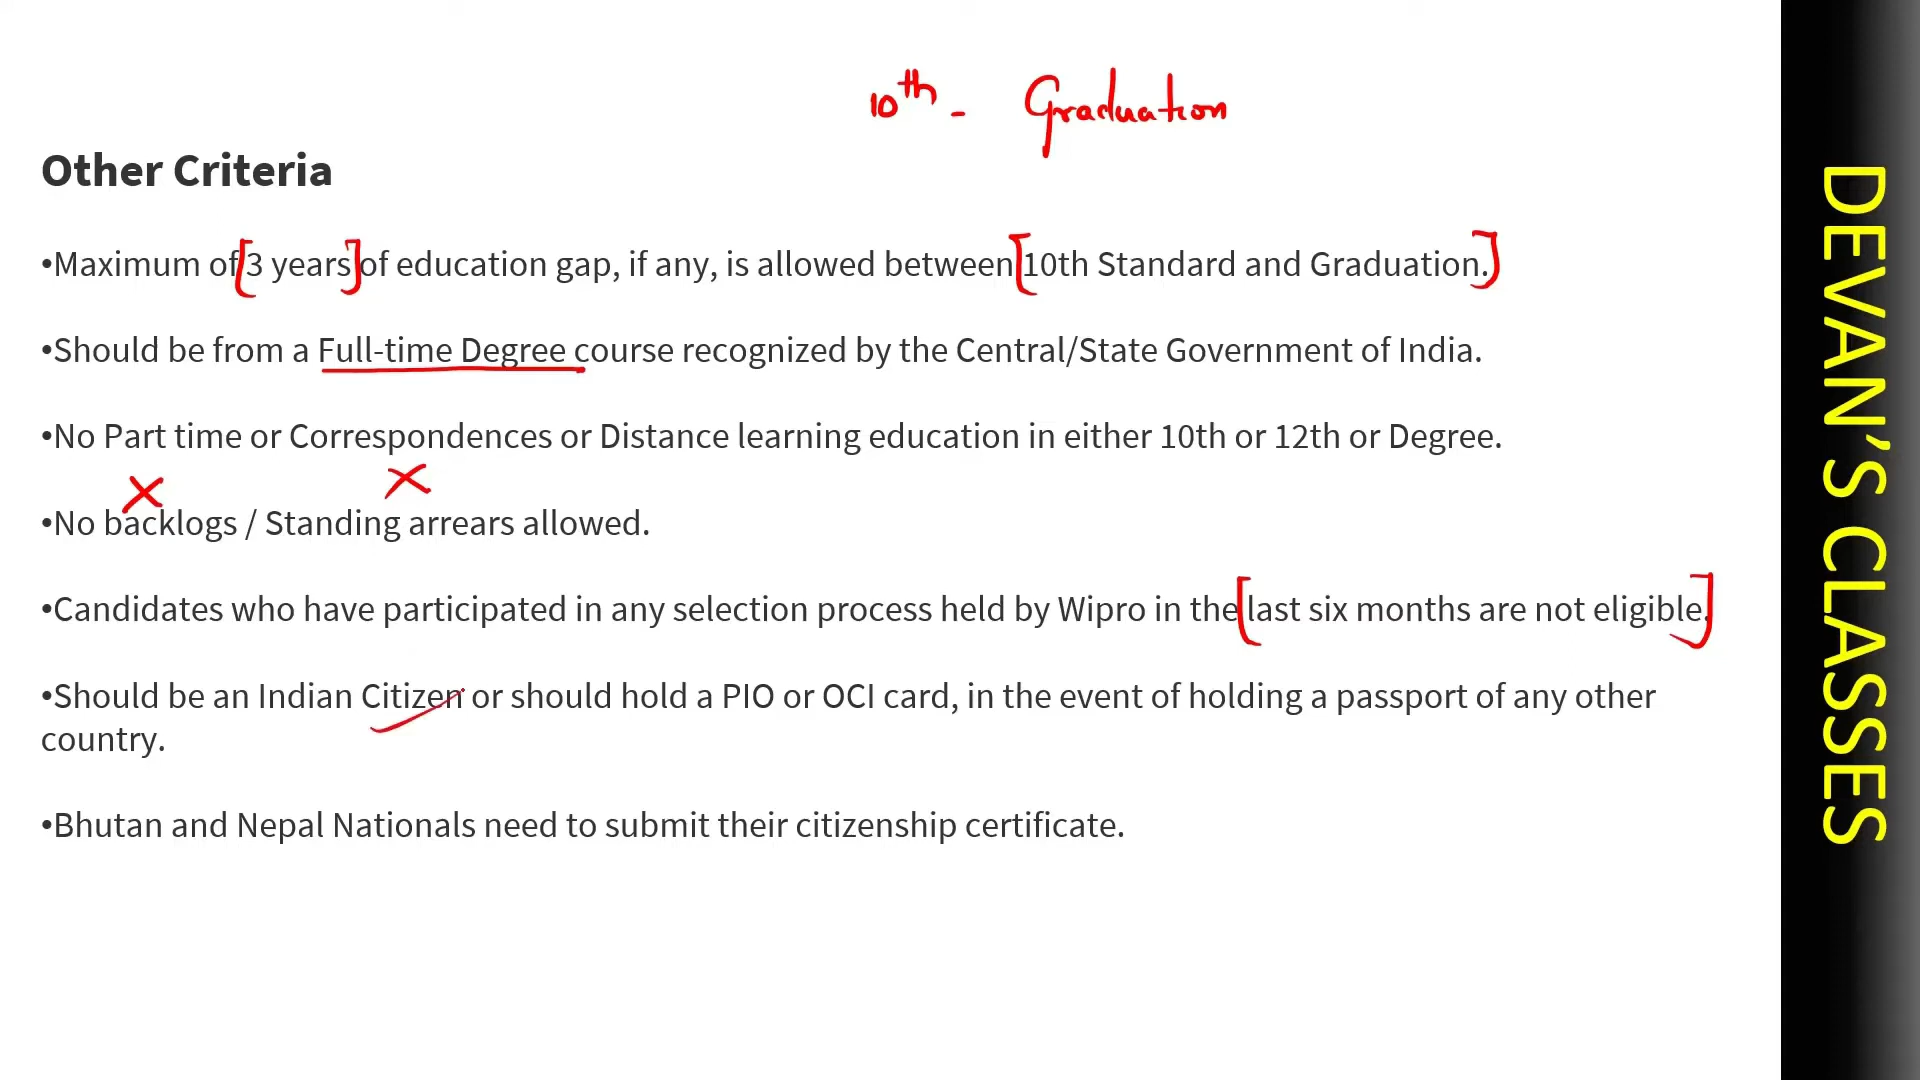 10th - Graduation
Other Criteria
•Maximum of [3 years] of education gap, if any, is allowed between [10th Standard and Graduation.]
•Should be from a Full-time Degree course recognized by the Central/State Government of India.
•No Part time or Correspondences or Distance learning education in either 10th or 12th or Degree.
•No backlogs / Standing arrears allowed.
•Candidates who have participated in any selection process held by Wipro in the [last six months are not eligible.]
•Should be an Indian Citizen or should hold a PIO or OCI card, in the event of holding a passport of any other
country.
•Bhutan and Nepal Nationals need to submit their citizenship certificate.
DEVAN'S CLASSES